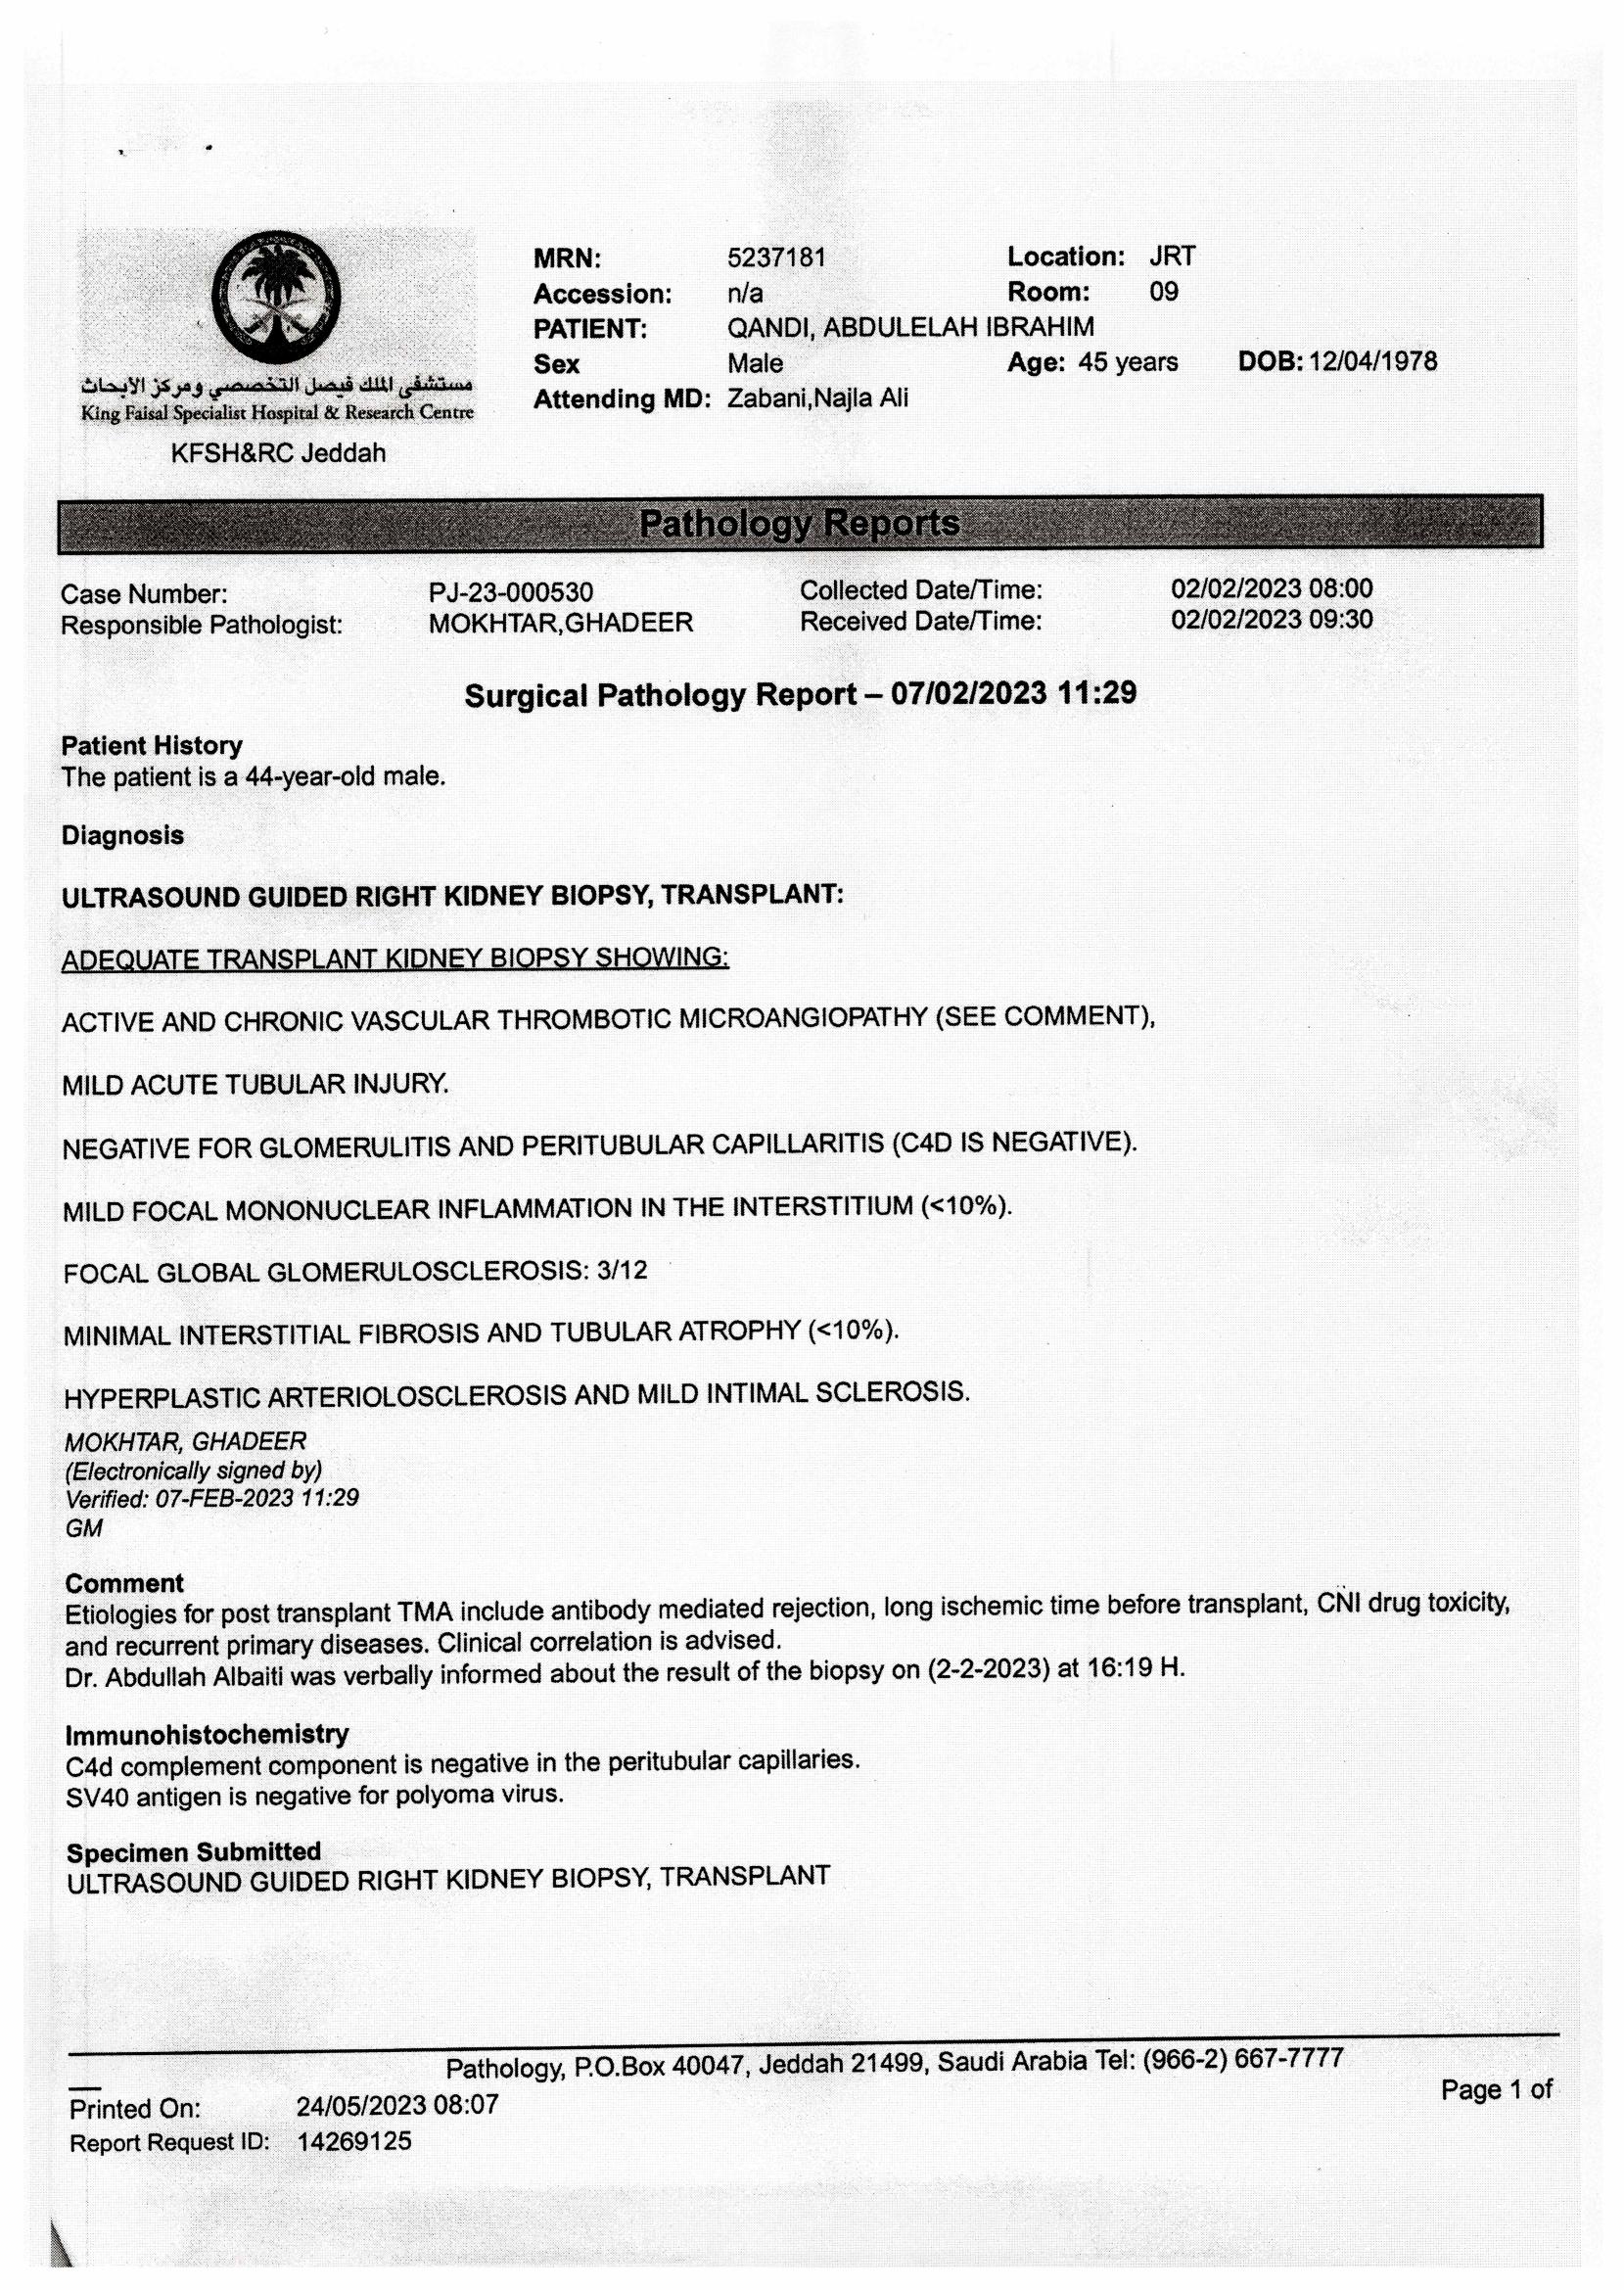 MRN: 5237181 Location: JRT
Accession: n/a Room: 09
PATIENT: QANDI, ABDULELAH IBRAHIM
Sex Male Age: 45 years DOB: 12/04/1978
Attending MD: Zabani,Najla Ali
مستشفى الملك فيصل التخصصي ومركز الأبحاث
King Faisal Specialist Hospital & Research Centre
KFSH&RC Jeddah
Pathology Reports
Case Number: PJ-23-000530 Collected Date/Time: 02/02/2023 08:00
Responsible Pathologist: MOKHTAR,GHADEER Received Date/Time: 02/02/2023 09:30
Surgical Pathology Report – 07/02/2023 11:29
Patient History
The patient is a 44-year-old male.
Diagnosis
ULTRASOUND GUIDED RIGHT KIDNEY BIOPSY, TRANSPLANT:
ADEQUATE TRANSPLANT KIDNEY BIOPSY SHOWING:
ACTIVE AND CHRONIC VASCULAR THROMBOTIC MICROANGIOPATHY (SEE COMMENT),
MILD ACUTE TUBULAR INJURY.
NEGATIVE FOR GLOMERULITIS AND PERITUBULAR CAPILLARITIS (C4D IS NEGATIVE).
MILD FOCAL MONONUCLEAR INFLAMMATION IN THE INTERSTITIUM (<10%).
FOCAL GLOBAL GLOMERULOSCLEROSIS: 3/12
MINIMAL INTERSTITIAL FIBROSIS AND TUBULAR ATROPHY (<10%).
HYPERPLASTIC ARTERIOLOSCLEROSIS AND MILD INTIMAL SCLEROSIS.
MOKHTAR, GHADEER
(Electronically signed by)
Verified: 07-FEB-2023 11:29
GM
Comment
Etiologies for post transplant TMA include antibody mediated rejection, long ischemic time before transplant, CNI drug toxicity,
and recurrent primary diseases. Clinical correlation is advised.
Dr. Abdullah Albaiti was verbally informed about the result of the biopsy on (2-2-2023) at 16:19 H.
Immunohistochemistry
C4d complement component is negative in the peritubular capillaries.
SV40 antigen is negative for polyoma virus.
Specimen Submitted
ULTRASOUND GUIDED RIGHT KIDNEY BIOPSY, TRANSPLANT
Pathology, P.O.Box 40047, Jeddah 21499, Saudi Arabia Tel: (966-2) 667-7777
Page 1 of
Printed On: 24/05/2023 08:07
Report Request ID: 14269125